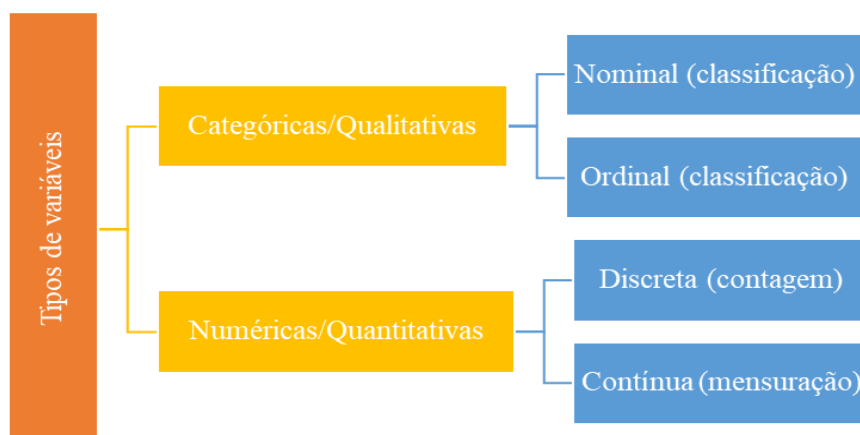 Tipos de variáveis
Categóricas/Qualitativas
Nominal (classificação)
Ordinal (classificação)
Numéricas/Quantitativas
Discreta (contagem)
Contínua (mensuração)